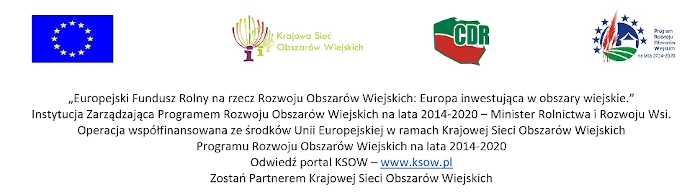 Krajowa Sieć
Obszarów Wiejskich
CDR
Program
Rozwoju
Obszarów
Wiejskich
na lata 2014-2020
„Europejski Fundusz Rolny na rzecz Rozwoju Obszarów Wiejskich: Europa inwestująca w obszary wiejskie.”
Instytucja Zarządzająca Programem Rozwoju Obszarów Wiejskich na lata 2014-2020 – Minister Rolnictwa i Rozwoju Wsi.
Operacja współfinansowana ze środków Unii Europejskiej w ramach Krajowej Sieci Obszarów Wiejskich
Programu Rozwoju Obszarów Wiejskich na lata 2014-2020
Odwiedź portal KSOW – www.ksow.pl
Zostań Partnerem Krajowej Sieci Obszarów Wiejskich